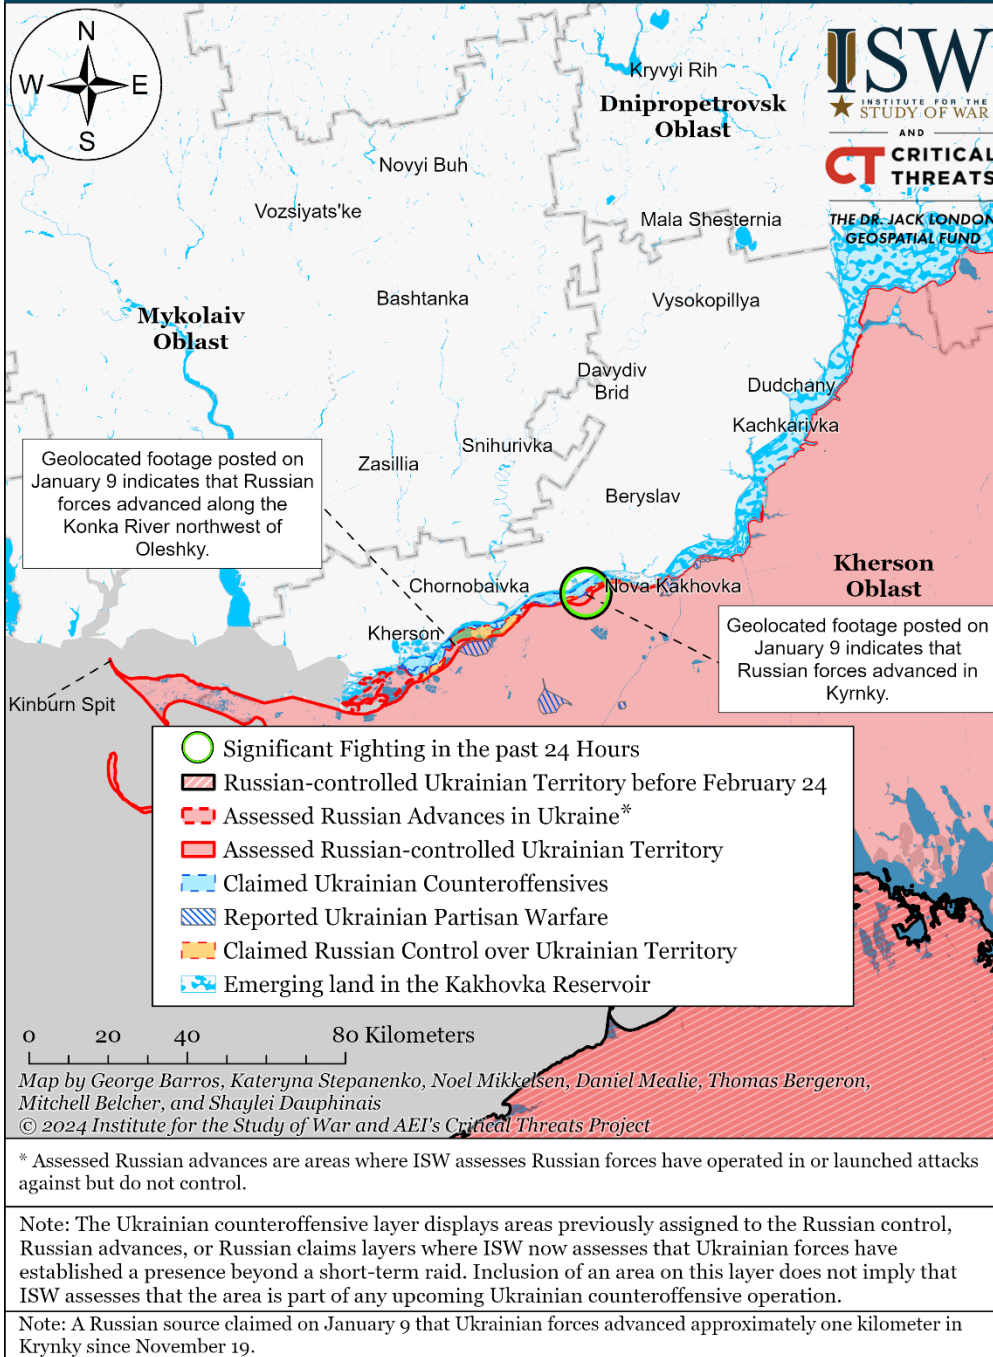 N
W
E
S
ISW
INSTITUTE FOR THE
STUDY OF WAR
AND
CT CRITICAL
THREATS
THE DR. JACK LONDON
GEOSPATIAL FUND
Kryvyi Rih
Dnipropetrovsk
Oblast
Novyi Buh
Vozsiyats'ke
Mala Shesternia
Bashtanka
Vysokopillya
Mykolaiv
Oblast
Davydiv
Brid
Dudchany
Kachkarivka
Snihurivka
Zasillia
Beryslav
Geolocated footage posted on
January 9 indicates that Russian
forces advanced along the
Konka River northwest of
Oleshky.
Kherson
Oblast
Chornobaivka
Nova Kakhovka
Kherson
Geolocated footage posted on
January 9 indicates that
Russian forces advanced in
Kyrnky.
Kinburn Spit
Significant Fighting in the past 24 Hours
Russian-controlled Ukrainian Territory before February 24
Assessed Russian Advances in Ukraine*
Assessed Russian-controlled Ukrainian Territory
Claimed Ukrainian Counteroffensives
Reported Ukrainian Partisan Warfare
Claimed Russian Control over Ukrainian Territory
Emerging land in the Kakhovka Reservoir
0 20 40 80 Kilometers
Map by George Barros, Kateryna Stepanenko, Noel Mikkelsen, Daniel Mealie, Thomas Bergeron,
Mitchell Belcher, and Shaylei Dauphinais
© 2024 Institute for the Study of War and AEI's Critical Threats Project
* Assessed Russian advances are areas where ISW assesses Russian forces have operated in or launched attacks
against but do not control.
Note: The Ukrainian counteroffensive layer displays areas previously assigned to the Russian control,
Russian advances, or Russian claims layers where ISW now assesses that Ukrainian forces have
established a presence beyond a short-term raid. Inclusion of an area on this layer does not imply that
ISW assesses that the area is part of any upcoming Ukrainian counteroffensive operation.
Note: A Russian source claimed on January 9 that Ukrainian forces advanced approximately one kilometer in
Krynky since November 19.